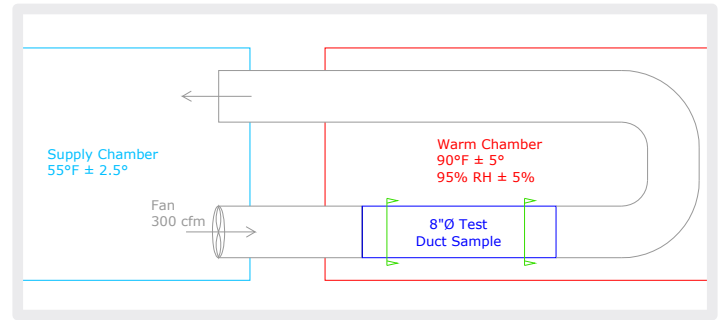 Supply Chamber
55°F ± 2.5°
Fan
300 cfm
Warm Chamber
90°F ± 5°
95% RH ± 5%
8"Ø Test
Duct Sample